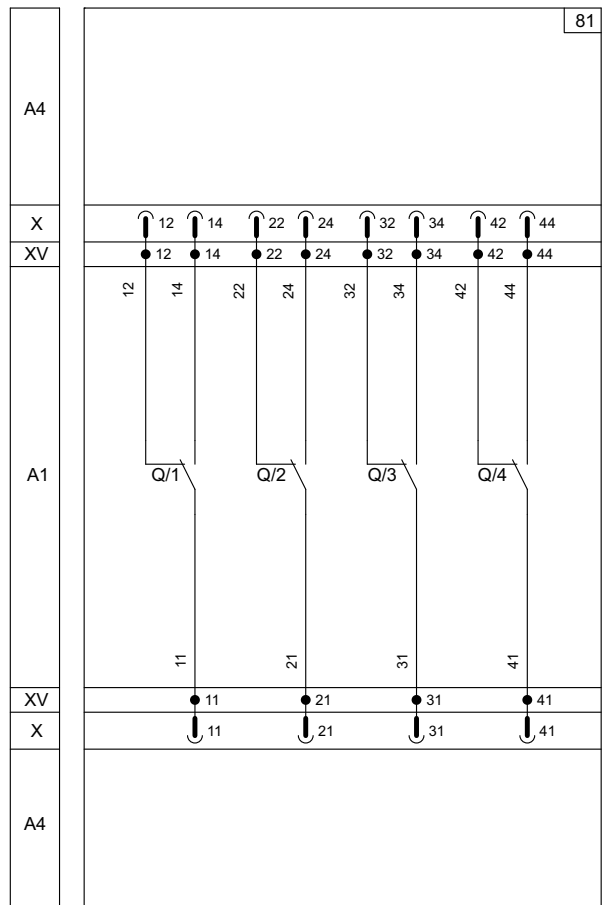 81
A4
X 12 14 22 24 32 34 42 44
XV 12 14 22 24 32 34 42 44
12 14 22 24 32 34 42 44
A1 Q/1 Q/2 Q/3 Q/4
11 21 31 41
XV 11 21 31 41
X 11 21 31 41
A4